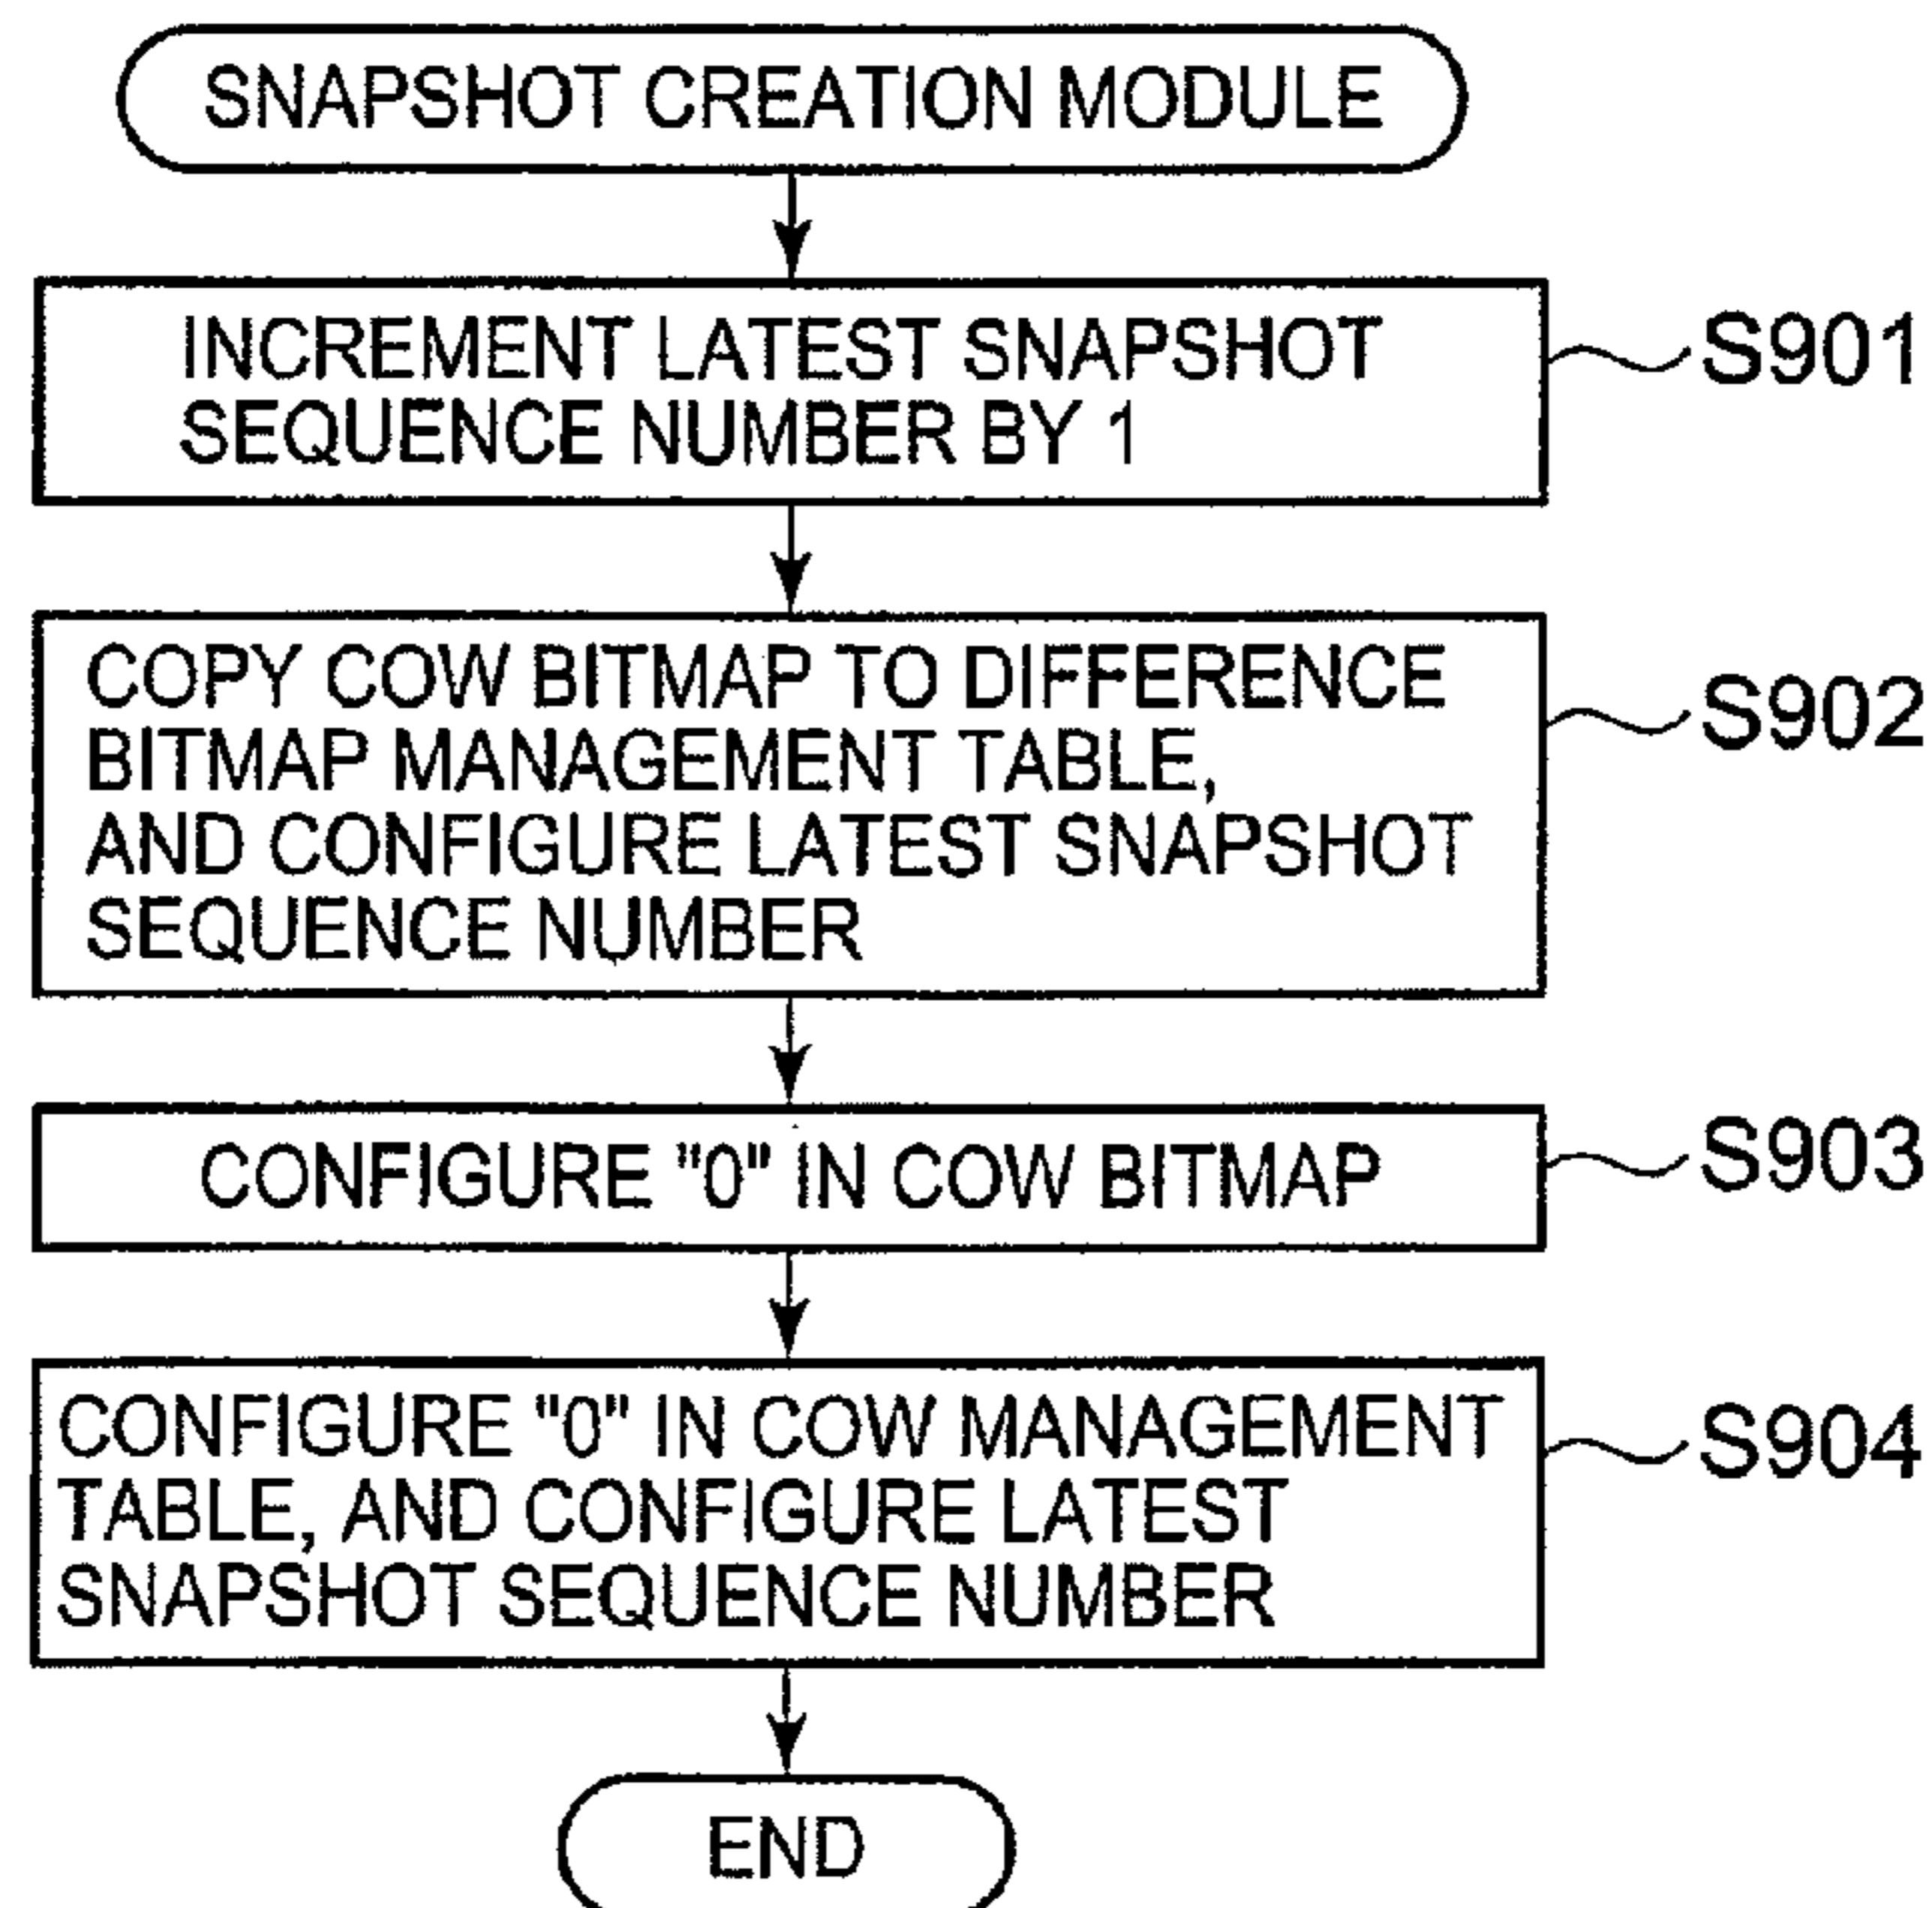 SNAPSHOT CREATION MODULE
INCREMENT LATEST SNAPSHOT
SEQUENCE NUMBER BY 1
S901
COPY COW BITMAP TO DIFFERENCE
BITMAP MANAGEMENT TABLE,
AND CONFIGURE LATEST SNAPSHOT
SEQUENCE NUMBER
S902
CONFIGURE "0" IN COW BITMAP
S903
CONFIGURE "0" IN COW MANAGEMENT
TABLE, AND CONFIGURE LATEST
SNAPSHOT SEQUENCE NUMBER
S904
END